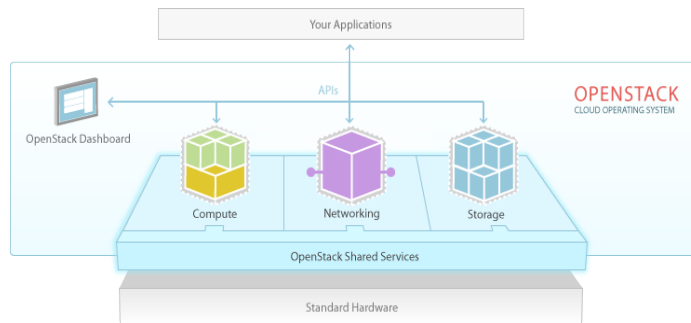 Your Applications
APIs
OPENSTACK
CLOUD OPERATING SYSTEM
OpenStack Dashboard
Compute
Networking
Storage
OpenStack Shared Services
Standard Hardware